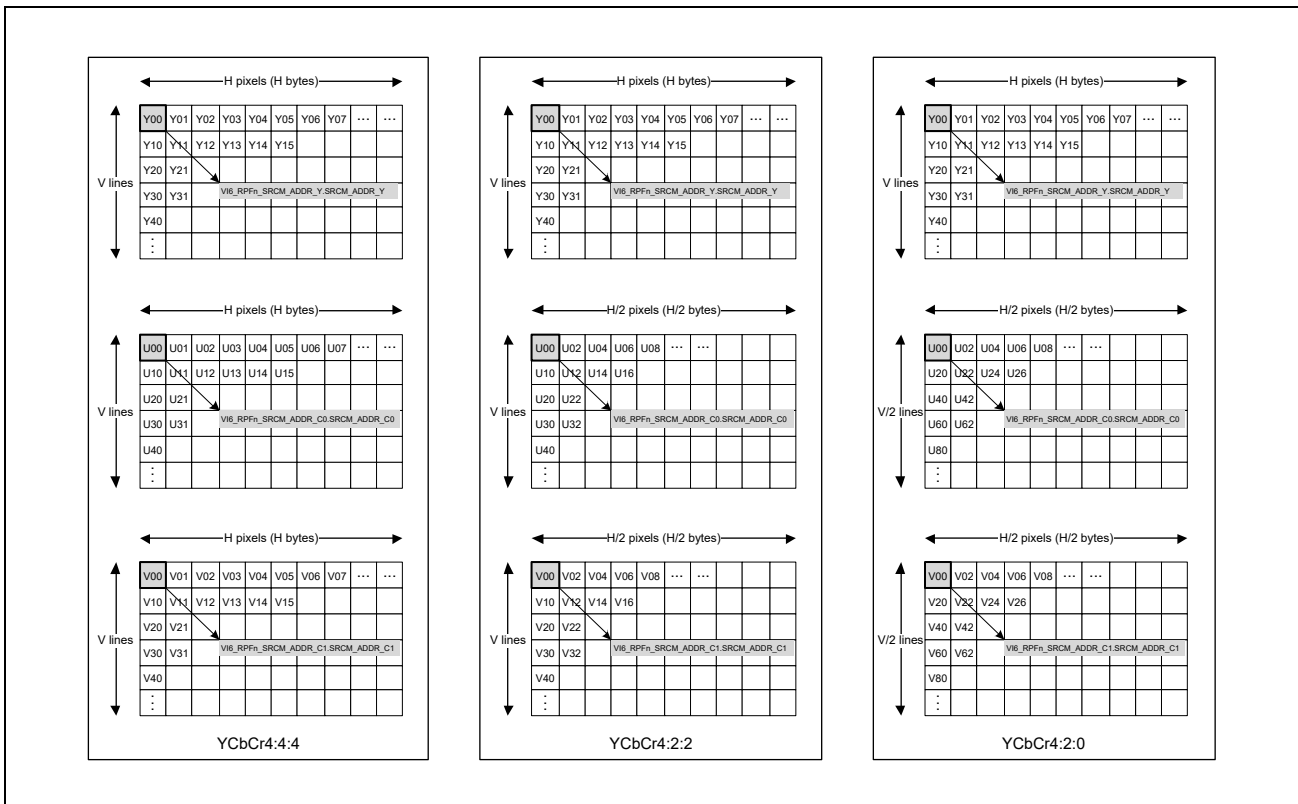 H pixels (H bytes)
V lines
Y00 Y01 Y02 Y03 Y04 Y05 Y06 Y07 … …
Y10 Y11 Y12 Y13 Y14 Y15
Y20 Y21
VI6_RPFn_SRCM_ADDR_Y.SRCM_ADDR_Y
Y30 Y31
Y40
⋮
H pixels (H bytes)
V lines
U00 U01 U02 U03 U04 U05 U06 U07 … …
U10 U11 U12 U13 U14 U15
U20 U21
VI6_RPFn_SRCM_ADDR_C0.SRCM_ADDR_C0
U30 U31
U40
⋮
H pixels (H bytes)
V lines
V00 V01 V02 V03 V04 V05 V06 V07 … …
V10 V11 V12 V13 V14 V15
V20 V21
VI6_RPFn_SRCM_ADDR_C1.SRCM_ADDR_C1
V30 V31
V40
⋮
YCbCr4:4:4
H pixels (H bytes)
V lines
Y00 Y01 Y02 Y03 Y04 Y05 Y06 Y07 … …
Y10 Y11 Y12 Y13 Y14 Y15
Y20 Y21
VI6_RPFn_SRCM_ADDR_Y.SRCM_ADDR_Y
Y30 Y31
Y40
⋮
H/2 pixels (H/2 bytes)
V lines
U00 U02 U04 U06 U08 … …
U10 U12 U14 U16
U20 U22
VI6_RPFn_SRCM_ADDR_C0.SRCM_ADDR_C0
U30 U32
U40
⋮
H/2 pixels (H/2 bytes)
V lines
V00 V02 V04 V06 V08 … …
V10 V12 V14 V16
V20 V22
VI6_RPFn_SRCM_ADDR_C1.SRCM_ADDR_C1
V30 V32
V40
⋮
YCbCr4:2:2
H pixels (H bytes)
V lines
Y00 Y01 Y02 Y03 Y04 Y05 Y06 Y07 … …
Y10 Y11 Y12 Y13 Y14 Y15
Y20 Y21
VI6_RPFn_SRCM_ADDR_Y.SRCM_ADDR_Y
Y30 Y31
Y40
⋮
H/2 pixels (H/2 bytes)
V/2 lines
U00 U02 U04 U06 U08 … …
U20 U22 U24 U26
U40 U42
VI6_RPFn_SRCM_ADDR_C0.SRCM_ADDR_C0
U60 U62
U80
⋮
H/2 pixels (H/2 bytes)
V/2 lines
V00 V02 V04 V06 V08 … …
V20 V22 V24 V26
V40 V42
VI6_RPFn_SRCM_ADDR_C1.SRCM_ADDR_C1
V60 V62
V80
⋮
YCbCr4:2:0